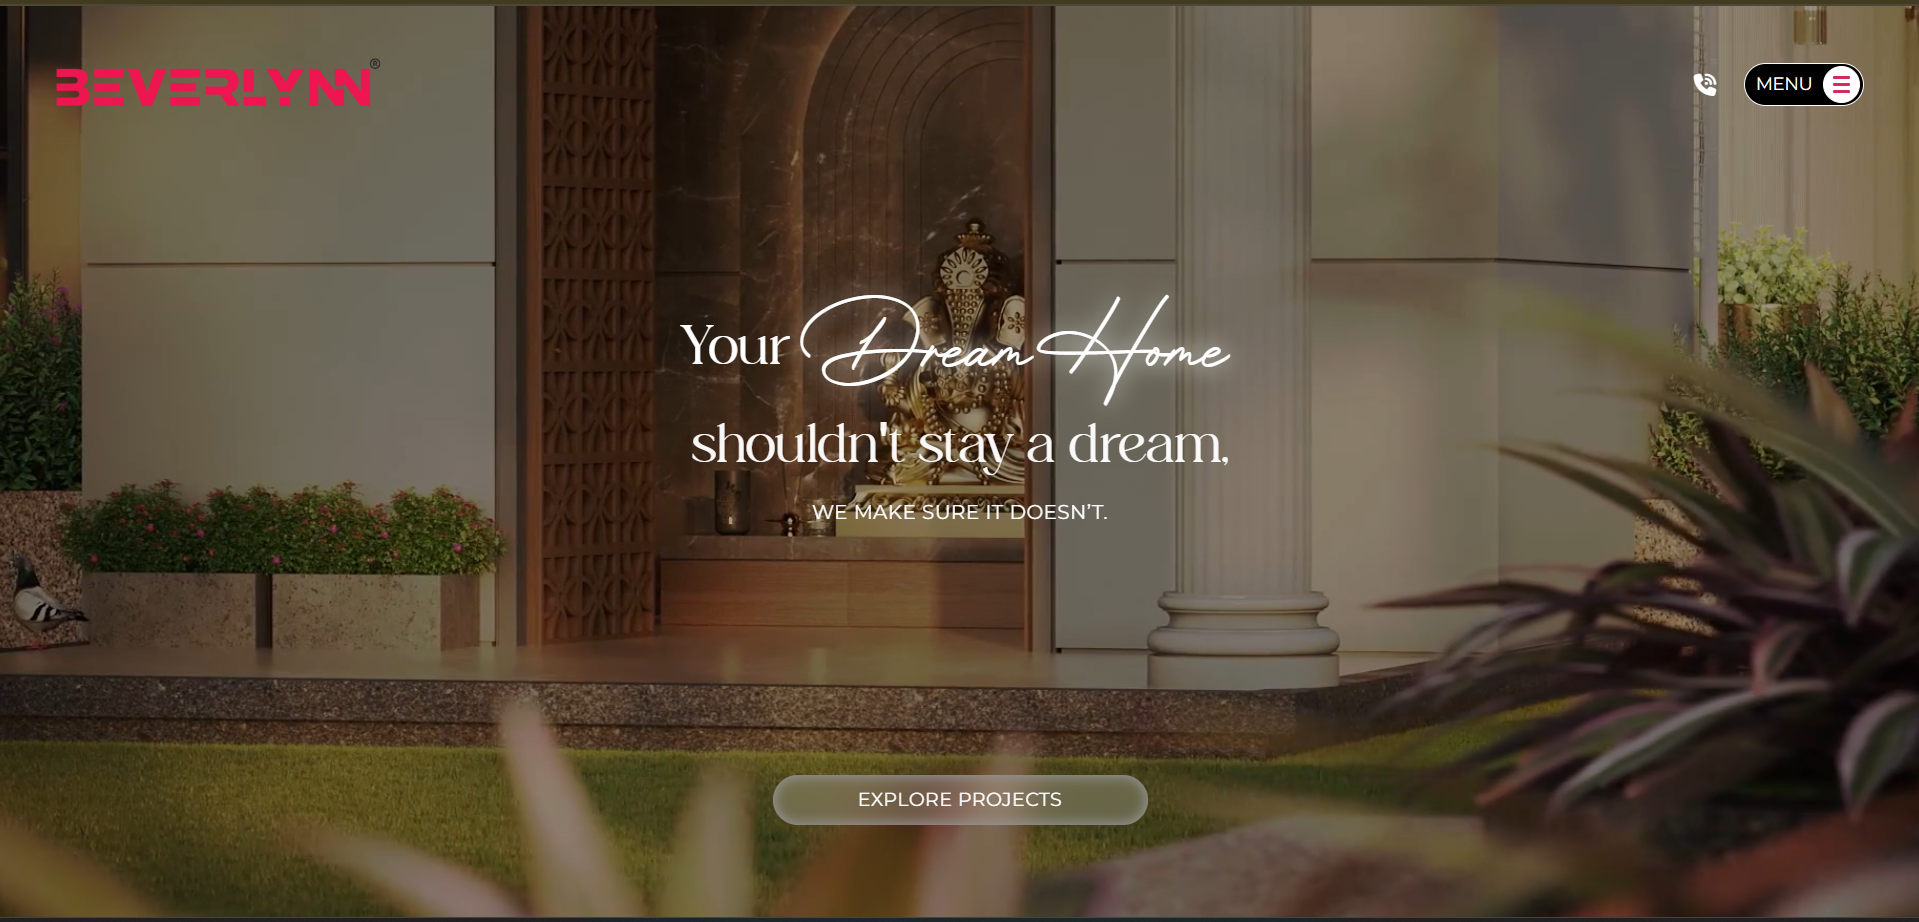 BEVERLYNN®
MENU
Your Dream Home
shouldn't stay a dream,
WE MAKE SURE IT DOESN’T.
EXPLORE PROJECTS